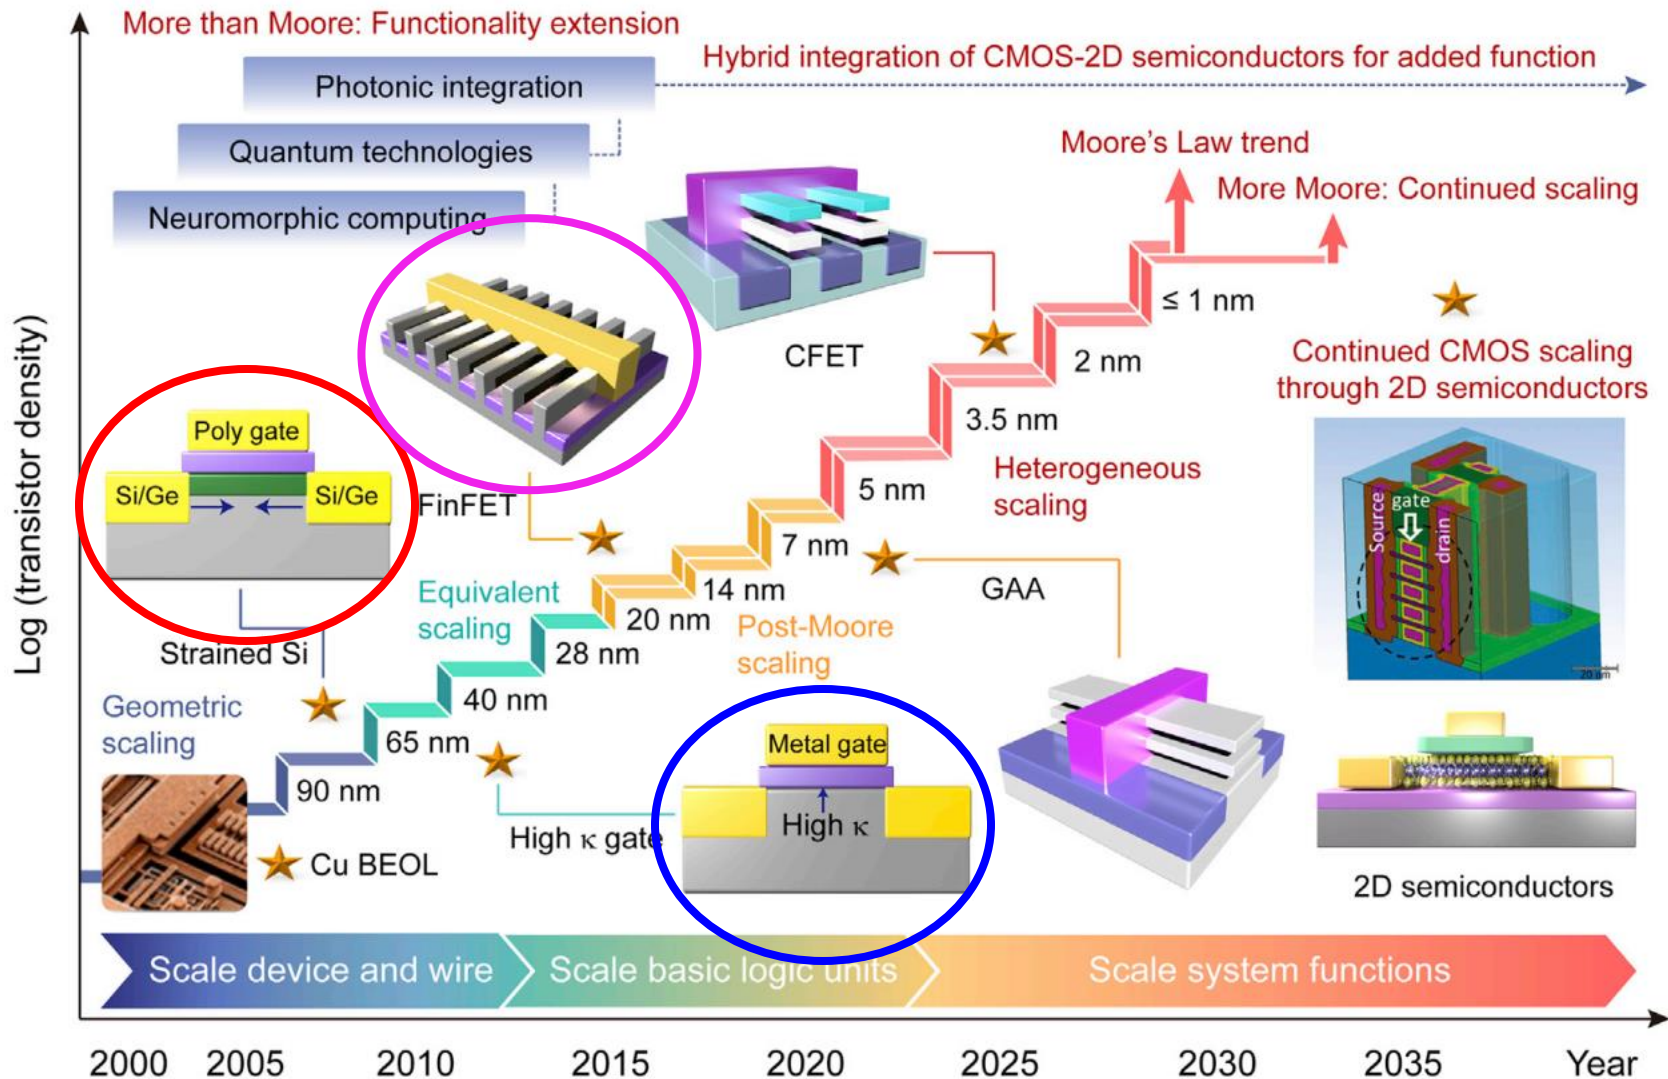 More than Moore: Functionality extension
Hybrid integration of CMOS-2D semiconductors for added function
Photonic integration
Quantum technologies
Neuromorphic computing
Moore's Law trend
More Moore: Continued scaling
≤ 1 nm
2 nm
3.5 nm
5 nm
7 nm
14 nm
20 nm
28 nm
40 nm
65 nm
90 nm
CFET
Continued CMOS scaling
through 2D semiconductors
Heterogeneous
scaling
Source
gate
drain
20 nm
Poly gate
Si/Ge
Si/Ge
FinFET
Strained Si
Equivalent
scaling
Post-Moore
scaling
GAA
Geometric
scaling
Metal gate
High κ
High κ gate
Cu BEOL
2D semiconductors
Log (transistor density)
Scale device and wire
Scale basic logic units
Scale system functions
2000 2005 2010 2015 2020 2025 2030 2035 Year